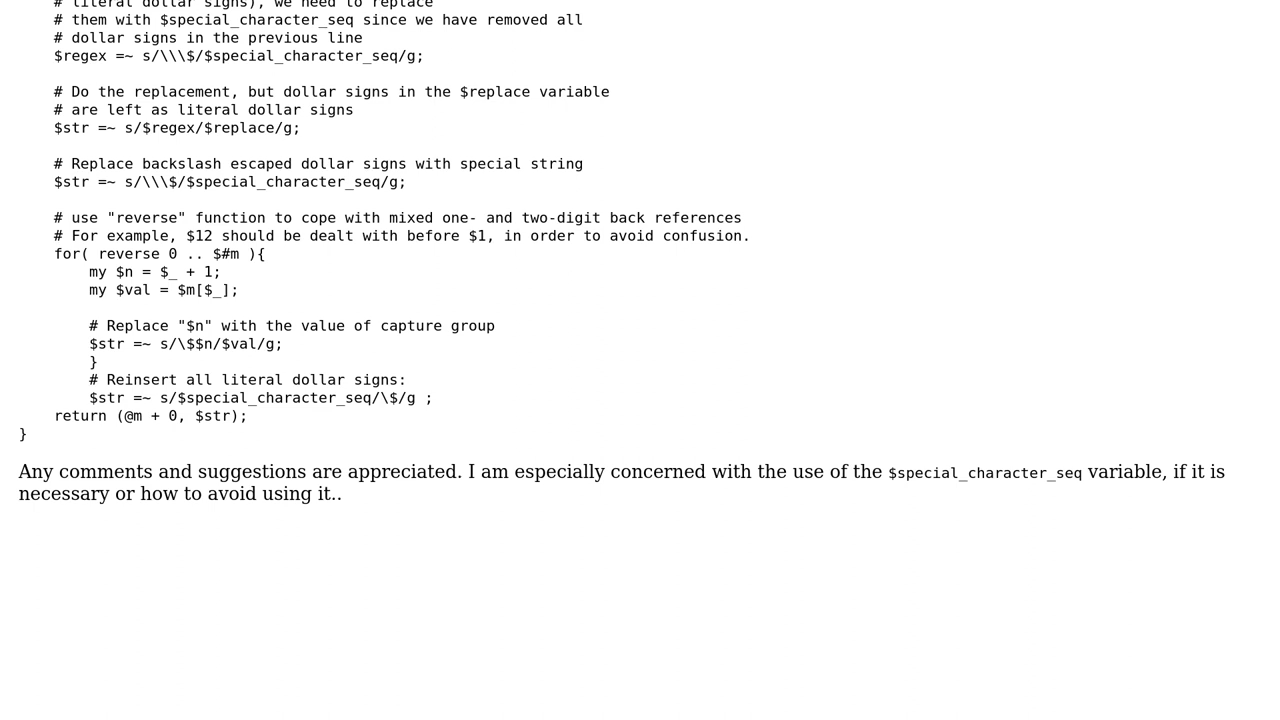 # literal dollar signs), we need to replace
# them with $special_character_seq since we have removed all
# dollar signs in the previous line
$regex =~ s/\\\$/$special_character_seq/g;
# Do the replacement, but dollar signs in the $replace variable
# are left as literal dollar signs
$str =~ s/$regex/$replace/g;
# Replace backslash escaped dollar signs with special string
$str =~ s/\\\$/$special_character_seq/g;
# use "reverse" function to cope with mixed one- and two-digit back references
# For example, $12 should be dealt with before $1, in order to avoid confusion.
for( reverse 0 .. $#m ){
my $n = $_ + 1;
my $val = $m[$_];
# Replace "$n" with the value of capture group
$str =~ s/\$$n/$val/g;
}
# Reinsert all literal dollar signs:
$str =~ s/$special_character_seq/\$/g ;
return (@m + 0, $str);
}
Any comments and suggestions are appreciated. I am especially concerned with the use of the $special_character_seq variable, if it is
necessary or how to avoid using it..